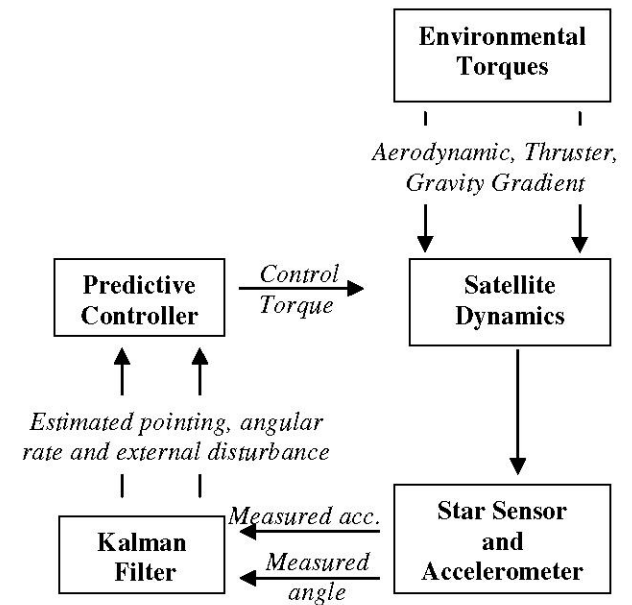 Environmental
Torques
Aerodynamic, Thruster,
Gravity Gradient
Predictive
Controller
Control
Torque
Satellite
Dynamics
Estimated pointing, angular
rate and external disturbance
Kalman
Filter
Measured acc.
Measured
angle
Star Sensor
and
Accelerometer